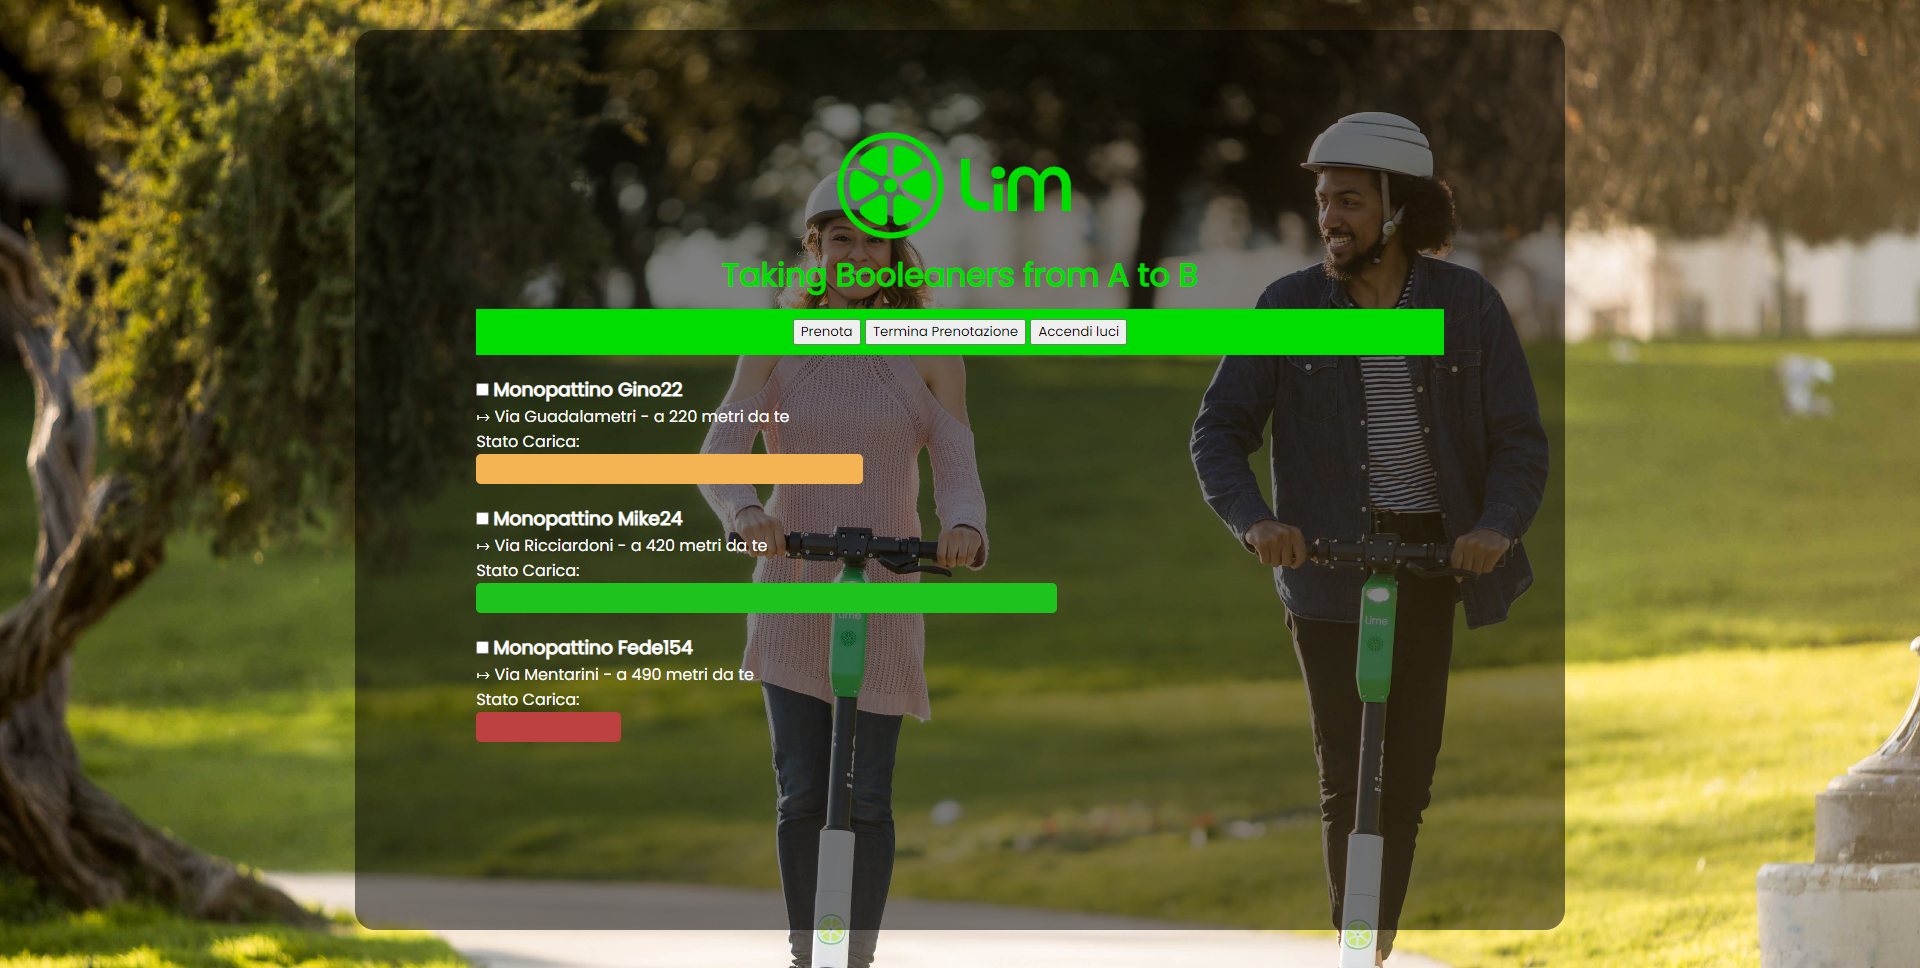 Lim
Taking Booleaners from A to B
Prenota Termina Prenotazione Accendi luci
Monopattino Gino22
↦ Via Guadalametri - a 220 metri da te
Stato Carica:
Monopattino Mike24
↦ Via Ricciardoni - a 420 metri da te
Stato Carica:
Lime
Lime
Monopattino Fede154
↦ Via Mentarini - a 490 metri da te
Stato Carica: